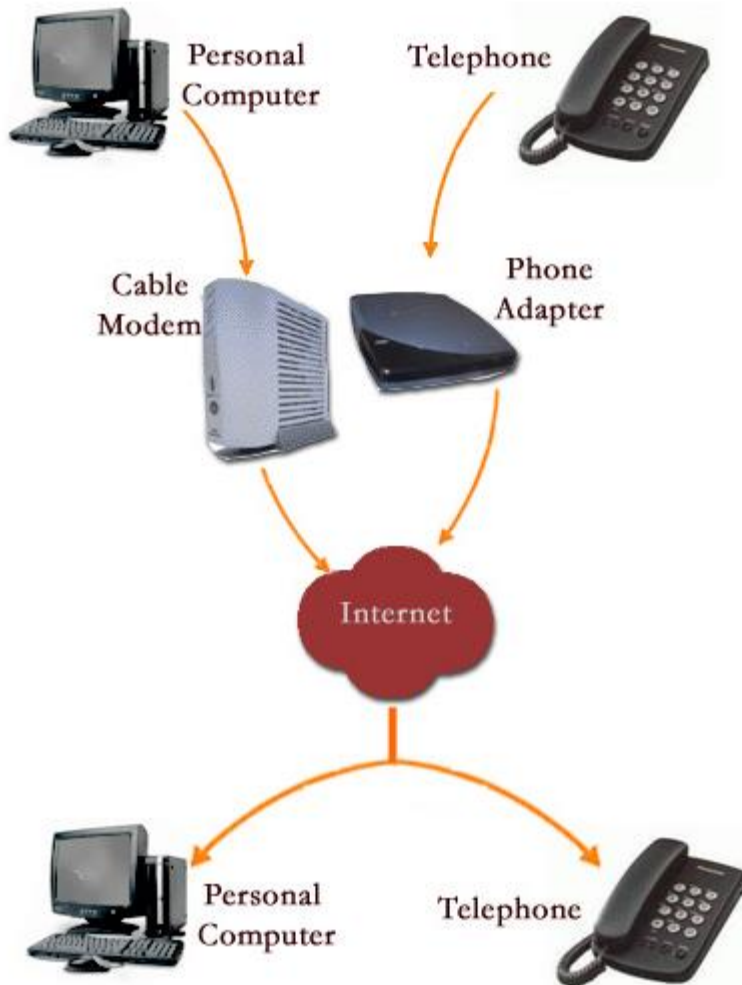 Personal
Computer
Telephone
Cable
Modem
Phone
Adapter
Internet
Personal
Computer
Telephone